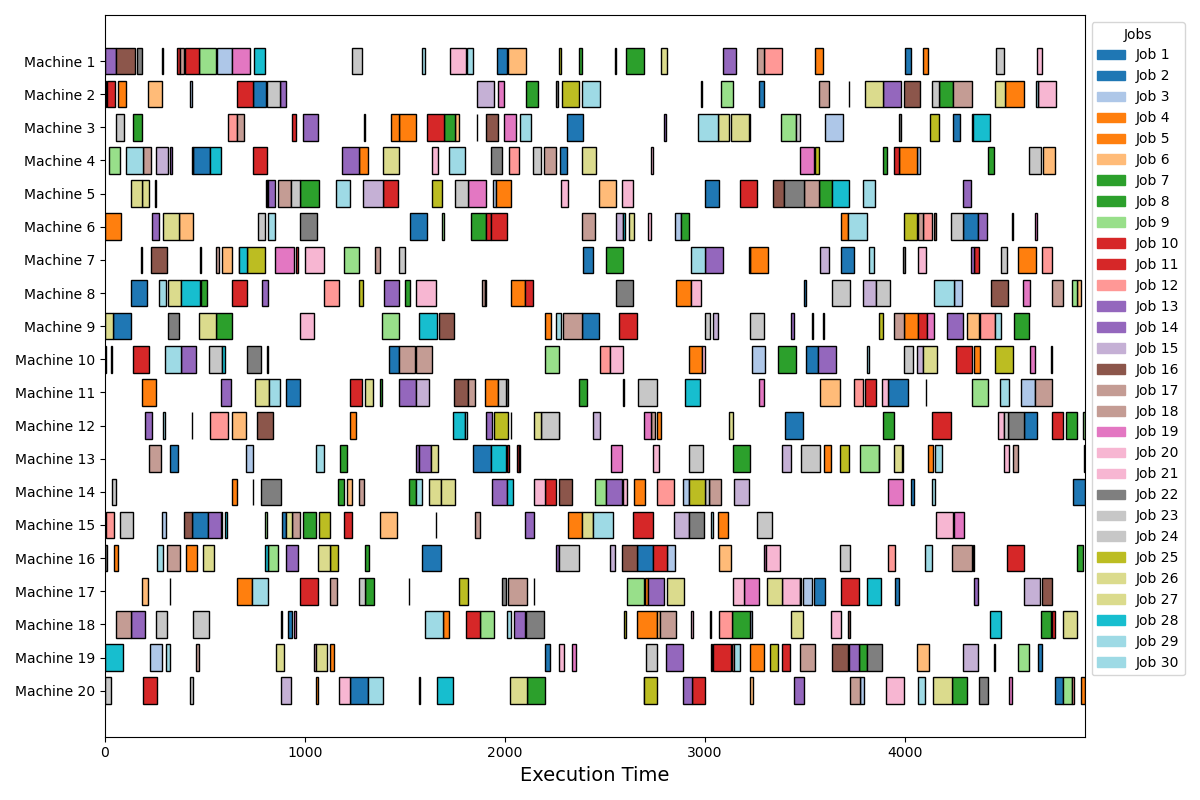 Machine 1
Machine 2
Machine 3
Machine 4
Machine 5
Machine 6
Machine 7
Machine 8
Machine 9
Machine 10
Machine 11
Machine 12
Machine 13
Machine 14
Machine 15
Machine 16
Machine 17
Machine 18
Machine 19
Machine 20
0 1000 2000 3000 4000
Execution Time
Jobs
Job 1
Job 2
Job 3
Job 4
Job 5
Job 6
Job 7
Job 8
Job 9
Job 10
Job 11
Job 12
Job 13
Job 14
Job 15
Job 16
Job 17
Job 18
Job 19
Job 20
Job 21
Job 22
Job 23
Job 24
Job 25
Job 26
Job 27
Job 28
Job 29
Job 30